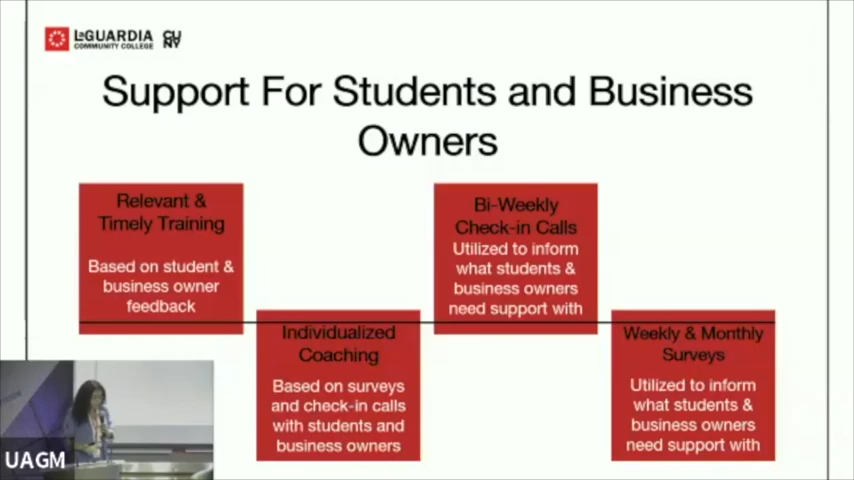 LaGUARDIA
COMMUNITY COLLEGE
CU
NY
Support For Students and Business
Owners
Relevant &
Timely Training
Based on student &
business owner
feedback
Individualized
Coaching
Based on surveys
and check-in calls
with students and
business owners
Bi-Weekly
Check-in Calls
Utilized to inform
what students &
business owners
need support with
Weekly & Monthly
Surveys
Utilized to inform
what students &
business owners
need support with
UAGM